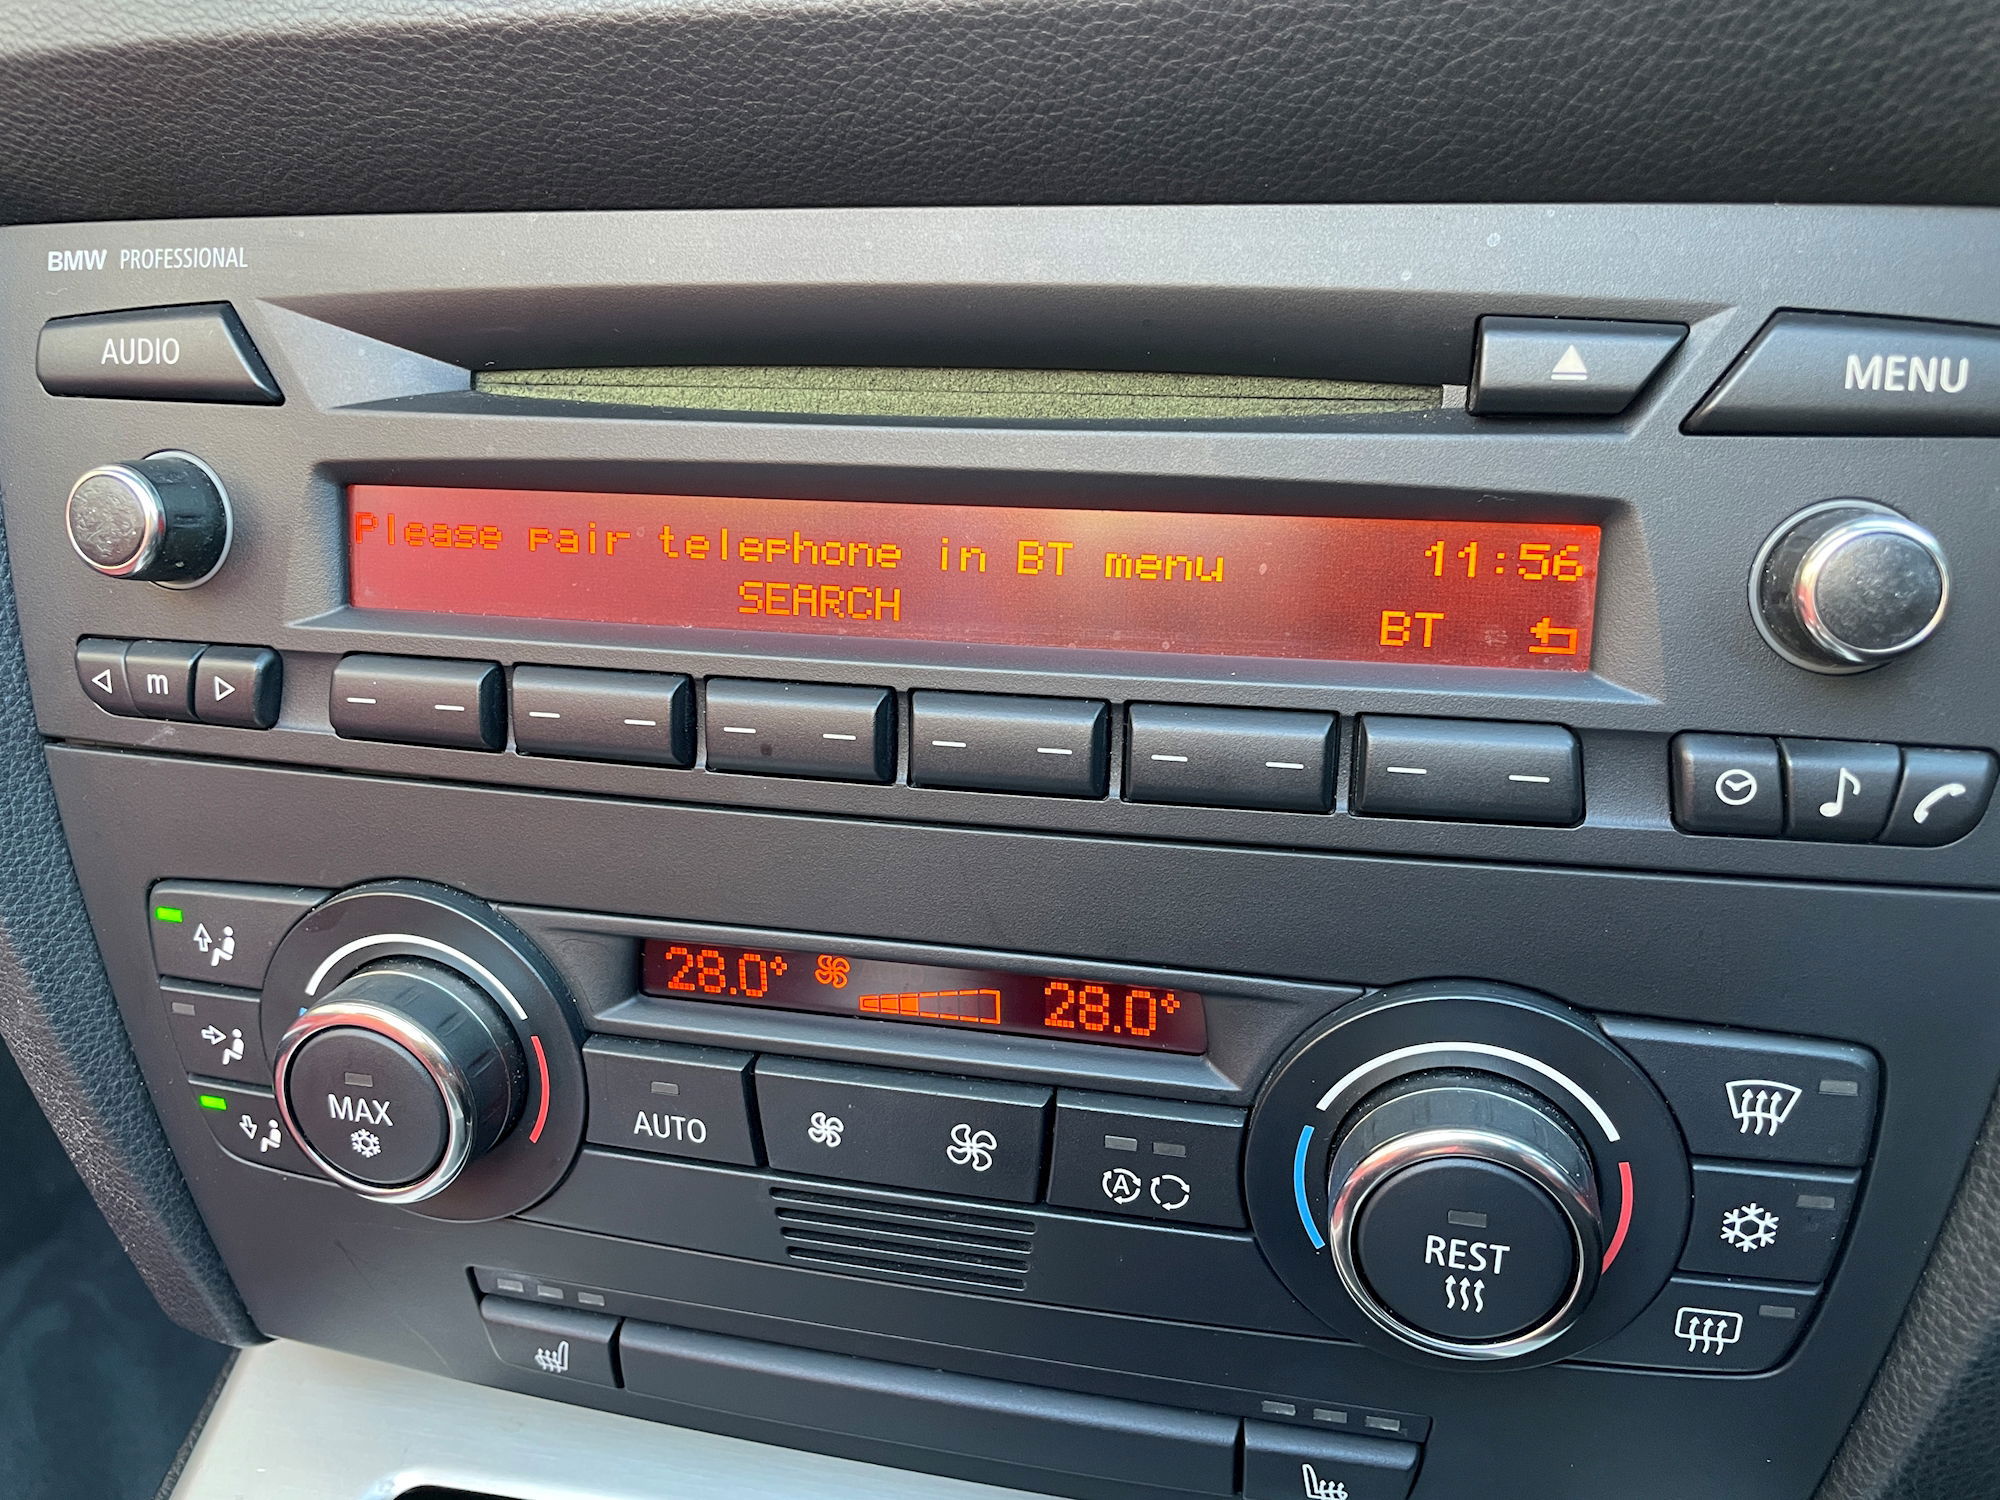 BMW PROFESSIONAL
AUDIO
MENU
Please pair telephone in BT menu 11:56
SEARCH BT
m
28.0° 28.0°
MAX
AUTO
A
REST